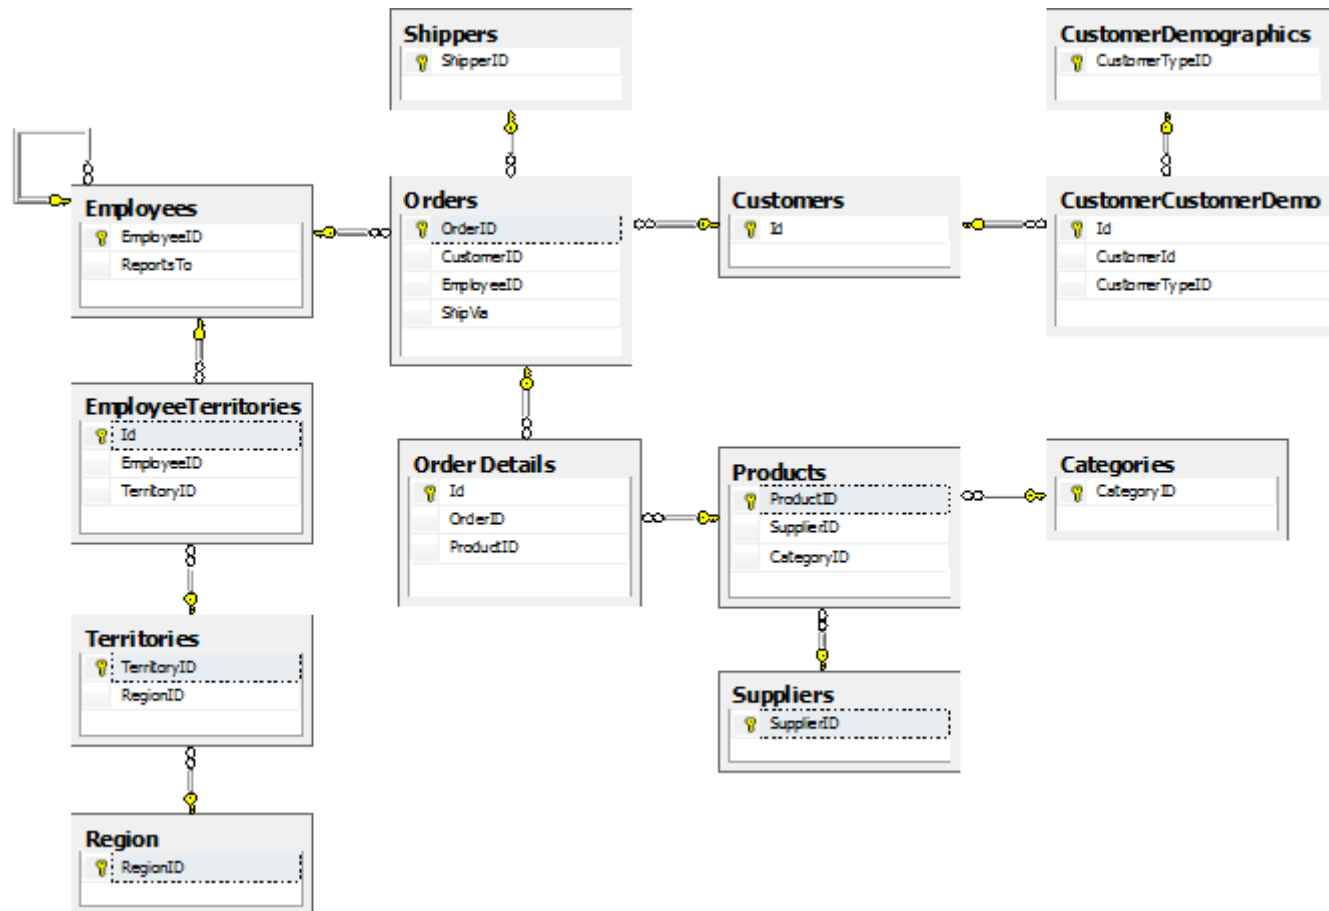 Shippers
ShipperID
CustomerDemographics
CustomerTypeID
Employees
EmployeeID
ReportsTo
Orders
OrderID
CustomerID
EmployeeID
ShipVia
Customers
Id
CustomerCustomerDemo
Id
CustomerId
CustomerTypeID
EmployeeTerritories
Id
EmployeeID
TerritoryID
Order Details
Id
OrderID
ProductID
Products
ProductID
SupplierID
CategoryID
Categories
CategoryID
Territories
TerritoryID
RegionID
Suppliers
SupplierID
Region
RegionID